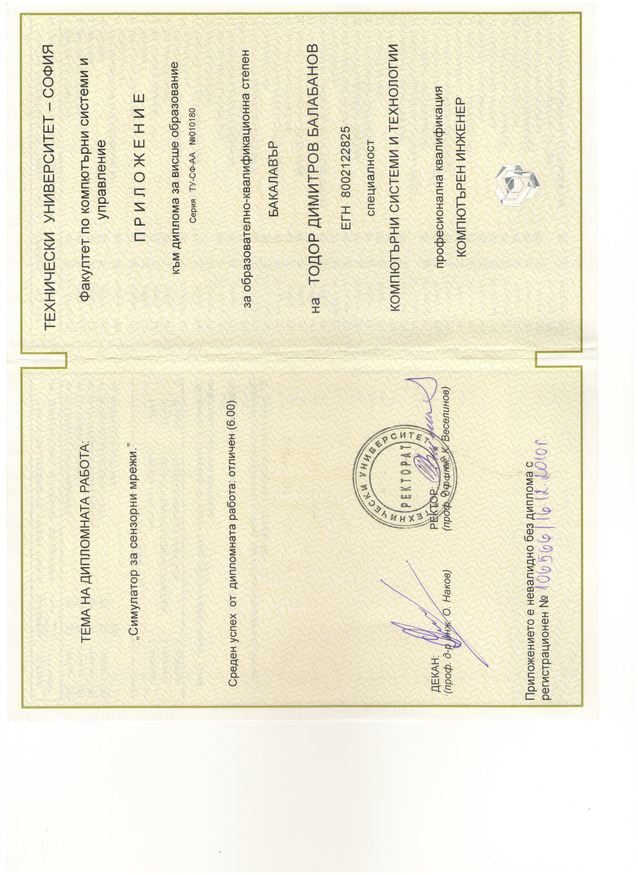 ТЕМА НА ДИПЛОМНАТА РАБОТА:
„Симулатор за сензорни мрежи.”
Среден успех от дипломната работа: отличен (6.00)
ДЕКАН:
(проф. д-р инж. О. Наков)
РЕКТОР:
(проф. инж. К. Веселинов)
ТЕХНИЧЕСКИ УНИВЕРСИТЕТ
РЕКТОРАТ
Приложението е невалидно без диплома с
регистрационен № 106566/16.12.2010г
ТЕХНИЧЕСКИ УНИВЕРСИТЕТ – СОФИЯ
Факултет по компютърни системи и
управление
ПРИЛОЖЕНИЕ
към диплома за висше образование
Серия ТУ-СФ-АА №010180
за образователно-квалификационна степен
БАКАЛАВЪР
на ТОДОР ДИМИТРОВ БАЛАБАНОВ
ЕГН 8002122825
специалност
КОМПЮТЪРНИ СИСТЕМИ И ТЕХНОЛОГИИ
професионална квалификация
КОМПЮТЪРЕН ИНЖЕНЕР